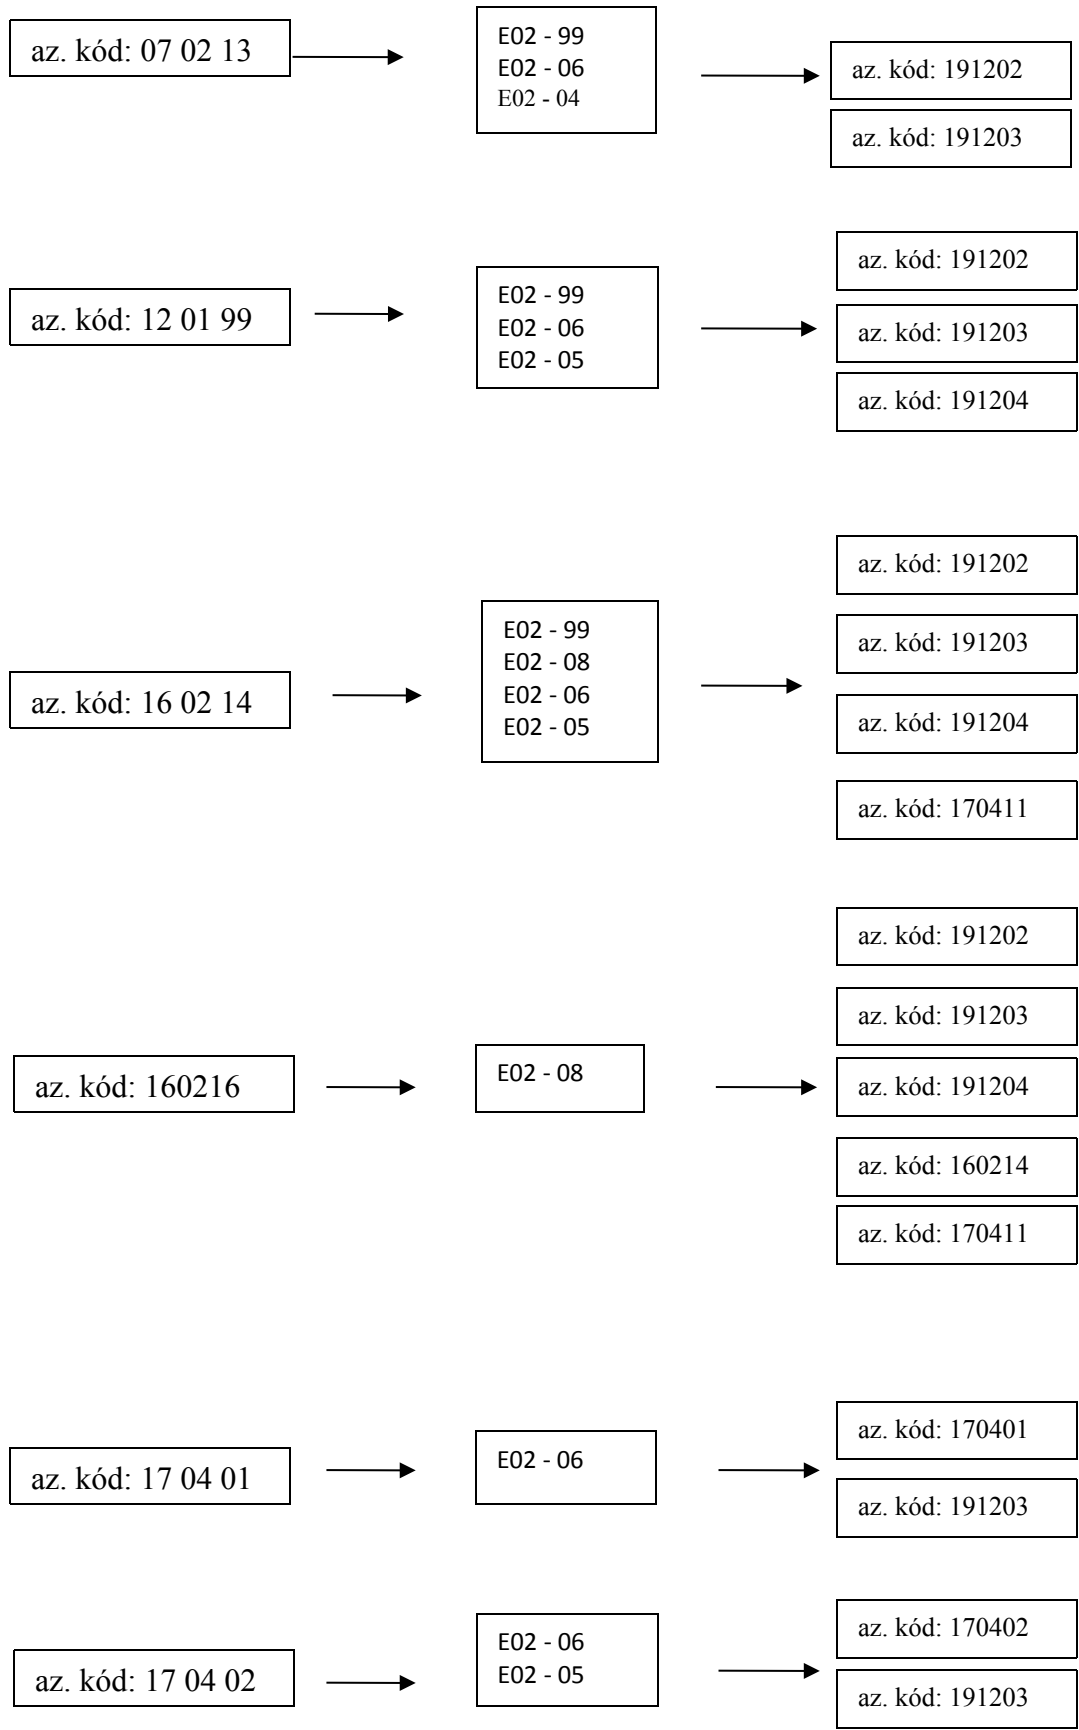 az. kód: 07 02 13
E02 - 99
E02 - 06
E02 - 04
az. kód: 191202
az. kód: 191203
az. kód: 12 01 99
E02 - 99
E02 - 06
E02 - 05
az. kód: 191202
az. kód: 191203
az. kód: 191204
az. kód: 16 02 14
E02 - 99
E02 - 08
E02 - 06
E02 - 05
az. kód: 191202
az. kód: 191203
az. kód: 191204
az. kód: 170411
az. kód: 160216
E02 - 08
az. kód: 191202
az. kód: 191203
az. kód: 191204
az. kód: 160214
az. kód: 170411
az. kód: 17 04 01
E02 - 06
az. kód: 170401
az. kód: 191203
az. kód: 17 04 02
E02 - 06
E02 - 05
az. kód: 170402
az. kód: 191203